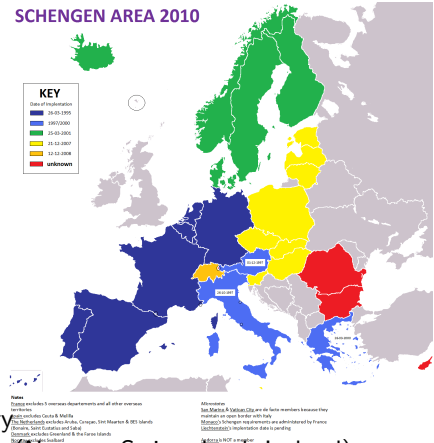 SCHENGEN AREA 2010
KEY
Date of implentation
26-03-1995
1997/2000
25-03-2001
21-12-2007
12-12-2008
unknown
Notes
France excludes 5 overseas departments and all other overseas
territories
Spain excludes Ceuta & Melilla
The Netherlands excludes Aruba, Curaçao, Sint Maarten & BES Islands
(Bonaire, Saint Eustatius and Saba)
Denmark excludes Greenland & the Faroe Islands
excludes Svalbard
Microstates
San Marino & Vatican City are de facto members because they
maintain an open border with Italy
Monaco's Schengen requirements are administered by France
Liechtenstein's implentation date is pending
Andorra is NOT a member